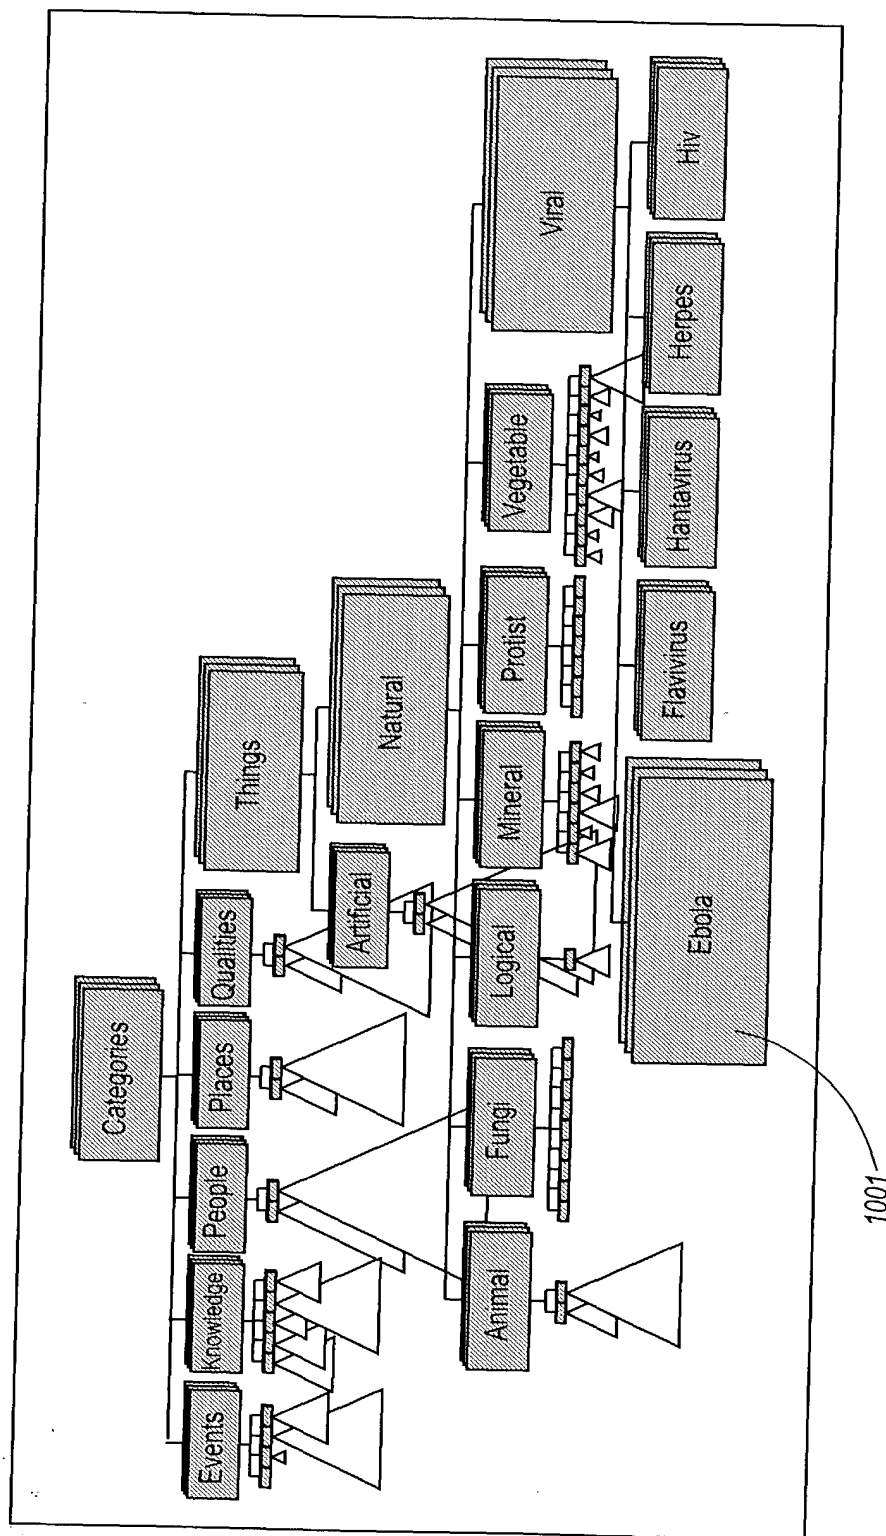 Categories
Events
Knowledge
People
Places
Qualities
Things
Artificial
Natural
Animal
Fungi
Logical
Mineral
Protist
Vegetable
Viral
Ebola
Flavivirus
Hantavirus
Herpes
Hiv
1001